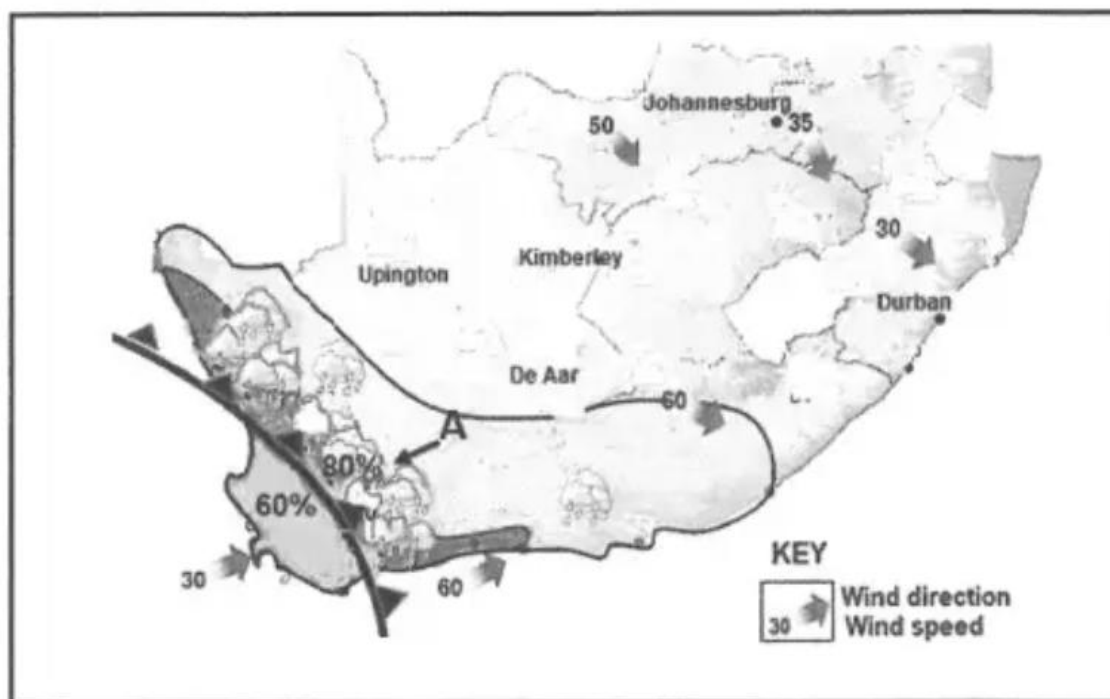 Johannesburg
50
35
30
Kimberley
Upington
Durban
De Aar
60
A
80%
60%
KEY
30
60
Wind direction
30
Wind speed